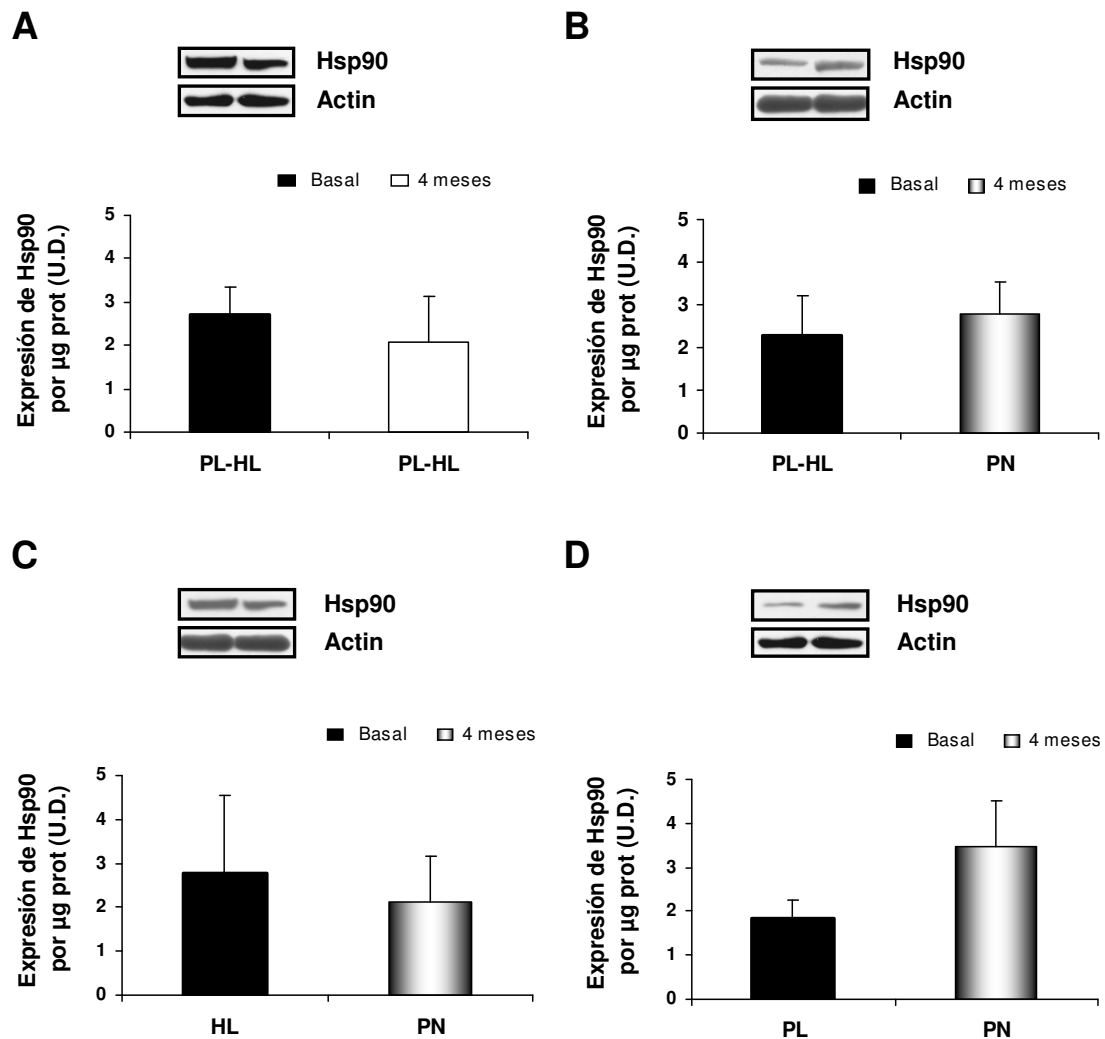 A
Hsp90
Actin
Basal 4 meses
Expresión de Hsp90
por µg prot (U.D.)
5
4
3
2
1
0
PL-HL PL-HL
B
Hsp90
Actin
Basal 4 meses
Expresión de Hsp90
por µg prot (U.D.)
5
4
3
2
1
0
PL-HL PN
C
Hsp90
Actin
Basal 4 meses
Expresión de Hsp90
por µg prot (U.D.)
5
4
3
2
1
0
HL PN
D
Hsp90
Actin
Basal 4 meses
Expresión de Hsp90
por µg prot (U.D.)
5
4
3
2
1
0
PL PN